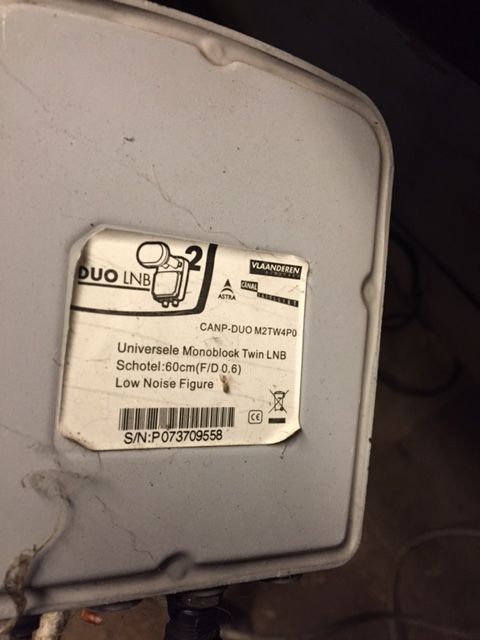 DUO LNB 2
ASTRA
VLAANDEREN
CANAL
CANP-DUO M2TW4P0
Universele Monoblock Twin LNB
Schotel:60cm(F/D 0.6)
Low Noise Figure
CE
S/N:P073709558